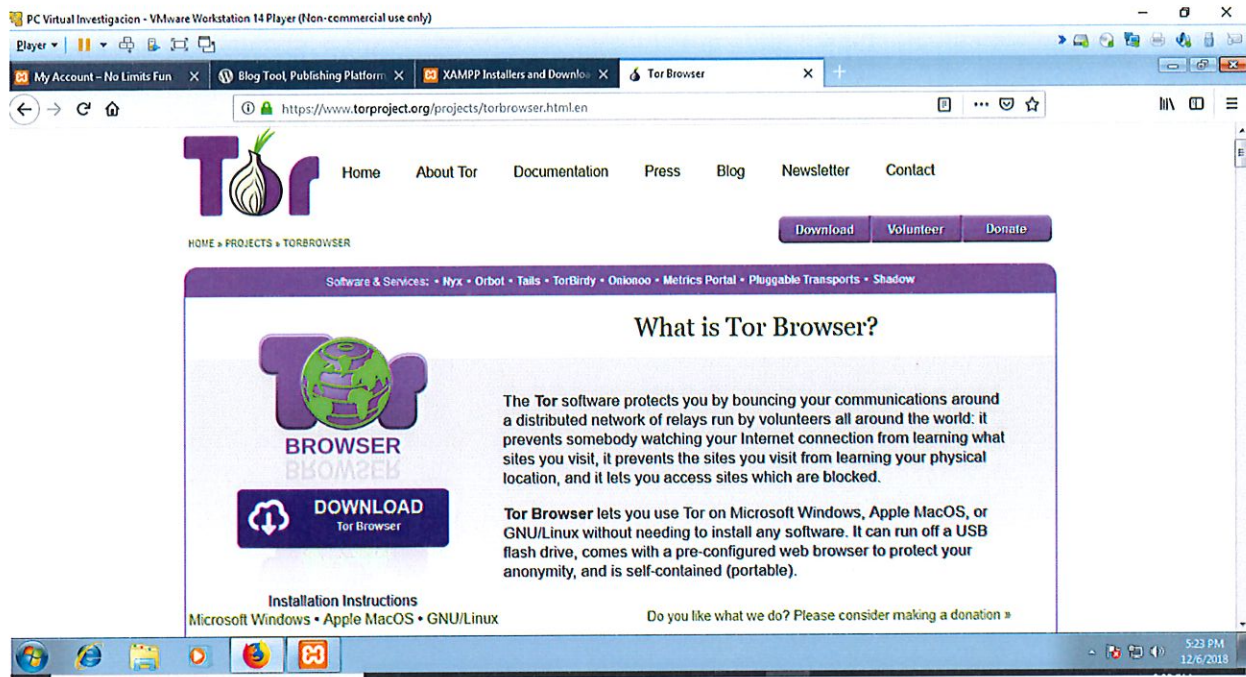 PC Virtual Investigacion - VMware Workstation 14 Player (Non-commercial use only)
Player
My Account – No Limits Fun
Blog Tool, Publishing Platform
XAMPP Installers and Downloa
Tor Browser
https://www.torproject.org/projects/torbrowser.html.en
Tor
Home About Tor Documentation Press Blog Newsletter Contact
Download Volunteer Donate
HOME » PROJECTS » TORBROWSER
Software & Services: • Nyx • Orbot • Tails • TorBirdy • Onionoo • Metrics Portal • Pluggable Transports • Shadow
What is Tor Browser?
Tor
BROWSER
DOWNLOAD
Tor Browser
Installation Instructions
Microsoft Windows • Apple MacOS • GNU/Linux
The Tor software protects you by bouncing your communications around
a distributed network of relays run by volunteers all around the world: it
prevents somebody watching your Internet connection from learning what
sites you visit, it prevents the sites you visit from learning your physical
location, and it lets you access sites which are blocked.
Tor Browser lets you use Tor on Microsoft Windows, Apple MacOS, or
GNU/Linux without needing to install any software. It can run off a USB
flash drive, comes with a pre-configured web browser to protect your
anonymity, and is self-contained (portable).
Do you like what we do? Please consider making a donation »
5:23 PM
12/6/2018